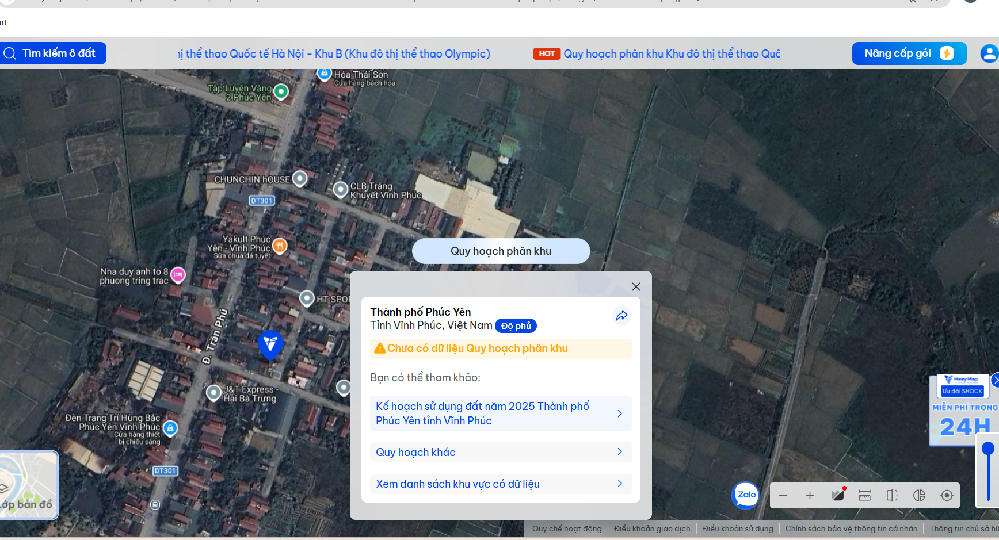 rt
Tìm kiếm ô đất
ị thể thao Quốc tế Hà Nội - Khu B (Khu đô thị thể thao Olympic)
HOT Quy hoạch phân khu Khu đô thị thể thao Quố
Nâng cấp gói
Hóa Thái Sơn
Cửa hàng bách hóa
Tập Luyện Vàng
2 Phúc Yên
CHUNCHIN hOUSE
CLB Trăng
Khuyết Vĩnh Phúc
DT301
Yakult Phúc
Yên - Vĩnh Phúc
Sữa chua đá tuyết
Nha duy anh to 8
phuong tring trac
HT SPO
Đ. Trần Phú
J&T Express -
Hai Bà Trưng
Đèn Trang Trí Hùng Bắc
Phúc Yên Vĩnh Phúc
Cửa hàng thiết
bị chiếu sáng
DT301
Quy hoạch phân khu
Thành phố Phúc Yên
Tỉnh Vĩnh Phúc, Việt Nam Độ phủ
Chưa có dữ liệu Quy hoạch phân khu
Bạn có thể tham khảo:
Kế hoạch sử dụng đất năm 2025 Thành phố
Phúc Yên tỉnh Vĩnh Phúc
Quy hoạch khác
Xem danh sách khu vực có dữ liệu
Meey Map
Ưu đãi SHOCK
MIỄN PHÍ TRONG
24H
Zalo
ớp bản đồ
Quy chế hoạt động
Điều khoản giao dịch
Điều khoản sử dụng
Chính sách bảo vệ thông tin cá nhân
Thông tin chủ sở hữ